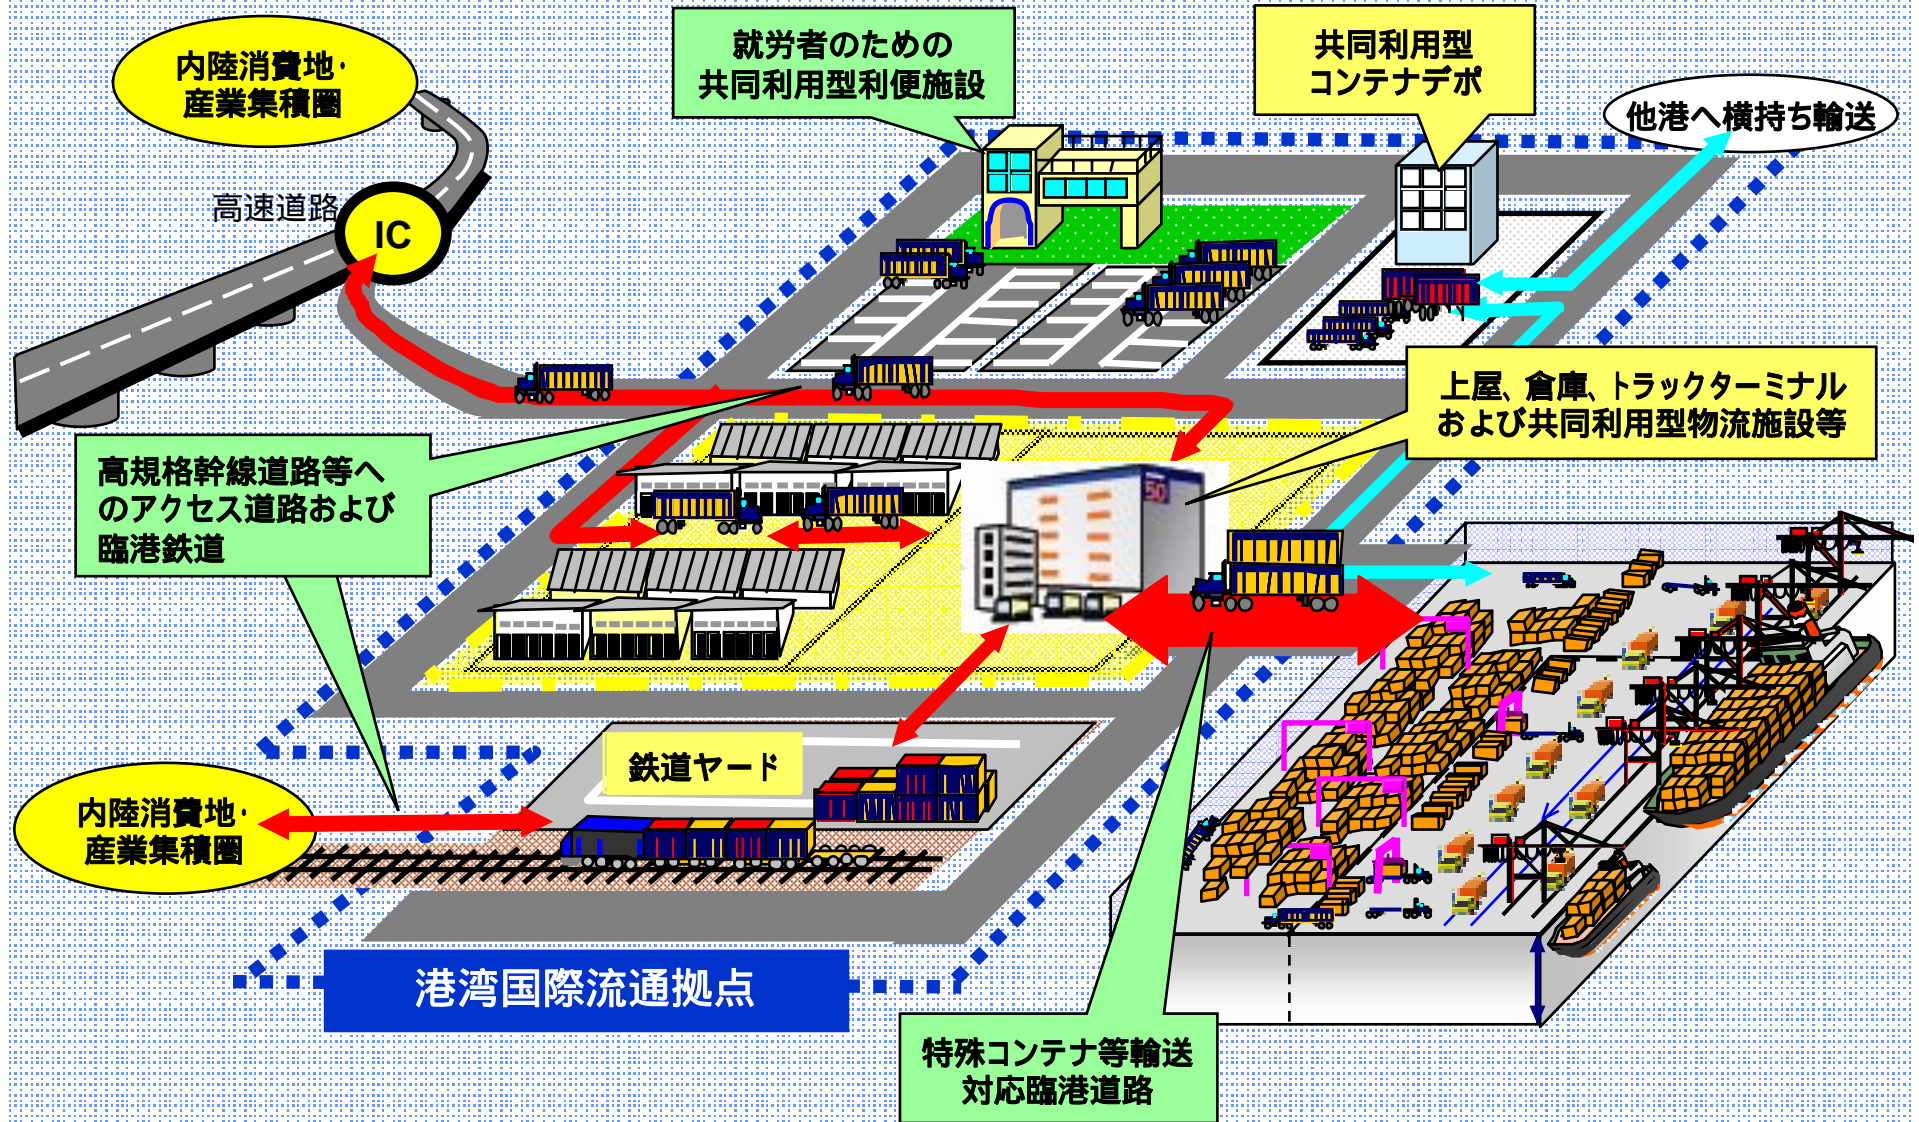 内陸消費地・
産業集積圏
就労者のための
共同利用型利便施設
共同利用型
コンテナデポ
他港へ横持ち輸送
高速道路
IC
上屋、倉庫、トラックターミナル
および共同利用型物流施設等
高規格幹線道路等へ
のアクセス道路および
臨港鉄道
50
鉄道ヤード
内陸消費地・
産業集積圏
港湾国際流通拠点
特殊コンテナ等輸送
対応臨港道路